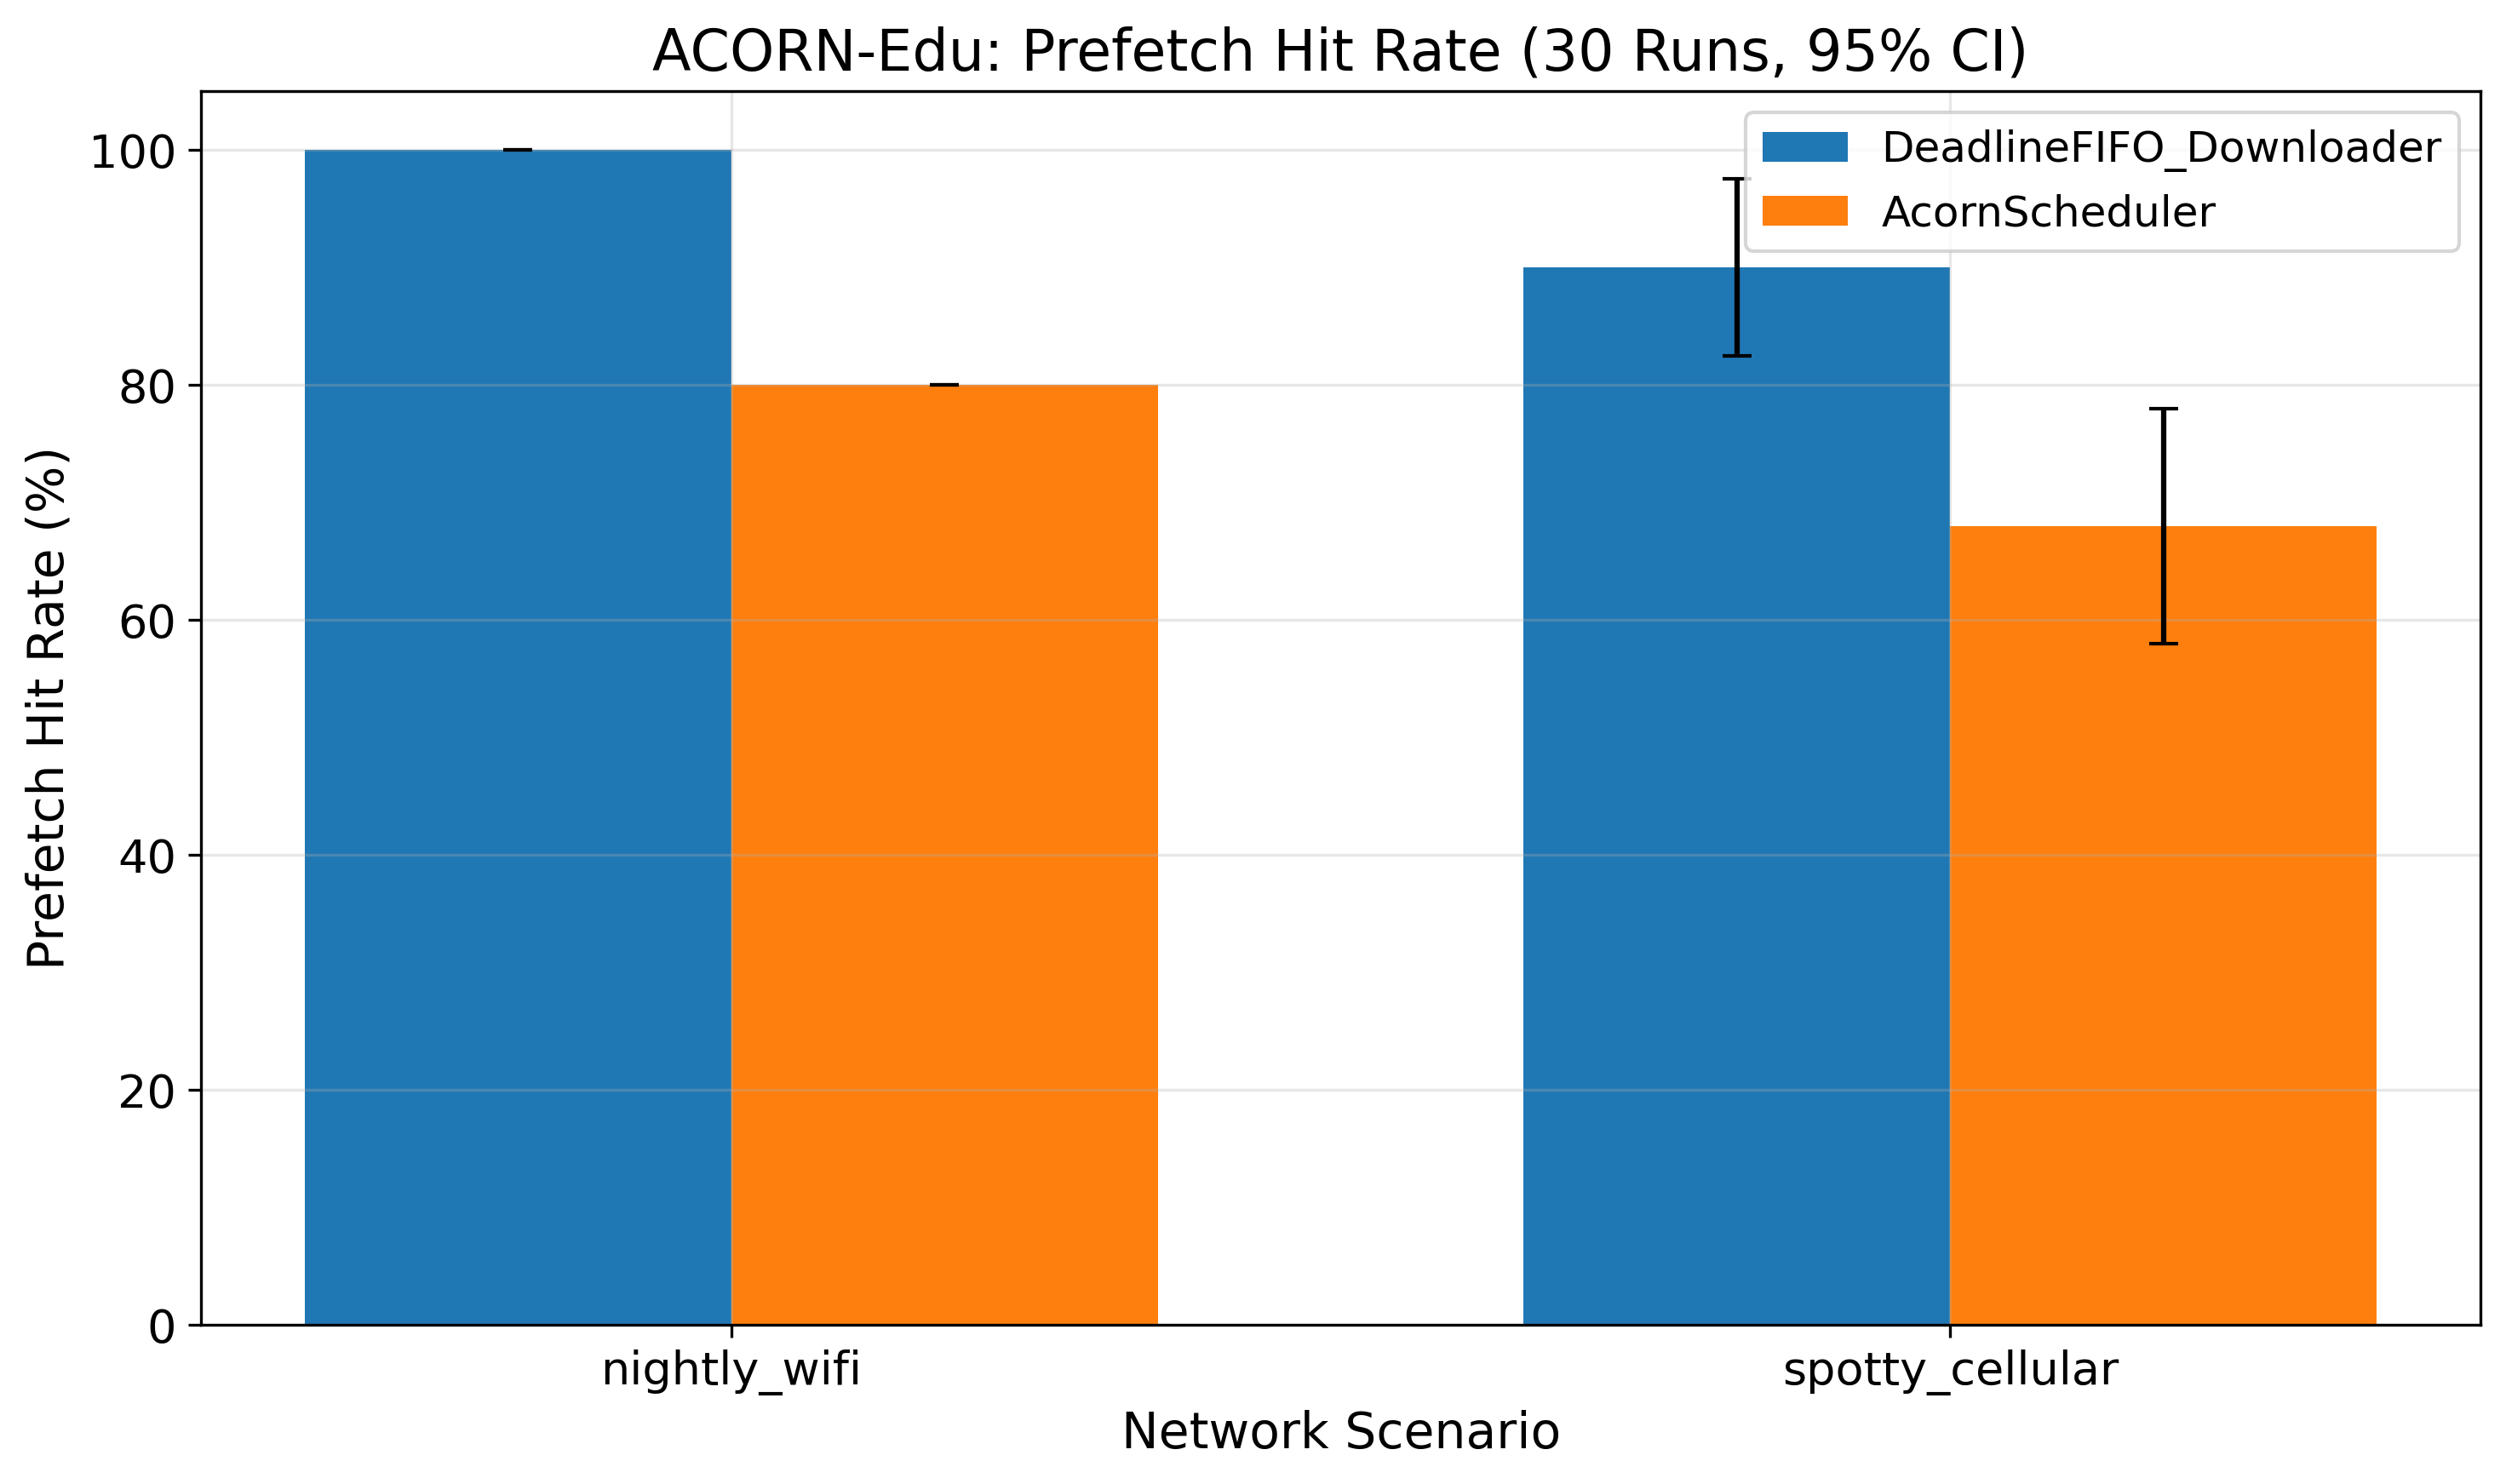 ACORN-Edu: Prefetch Hit Rate (30 Runs, 95% CI)
DeadlineFIFO_Downloader
AcornScheduler
Prefetch Hit Rate (%)
100
80
60
40
20
0
nightly_wifi
spotty_cellular
Network Scenario